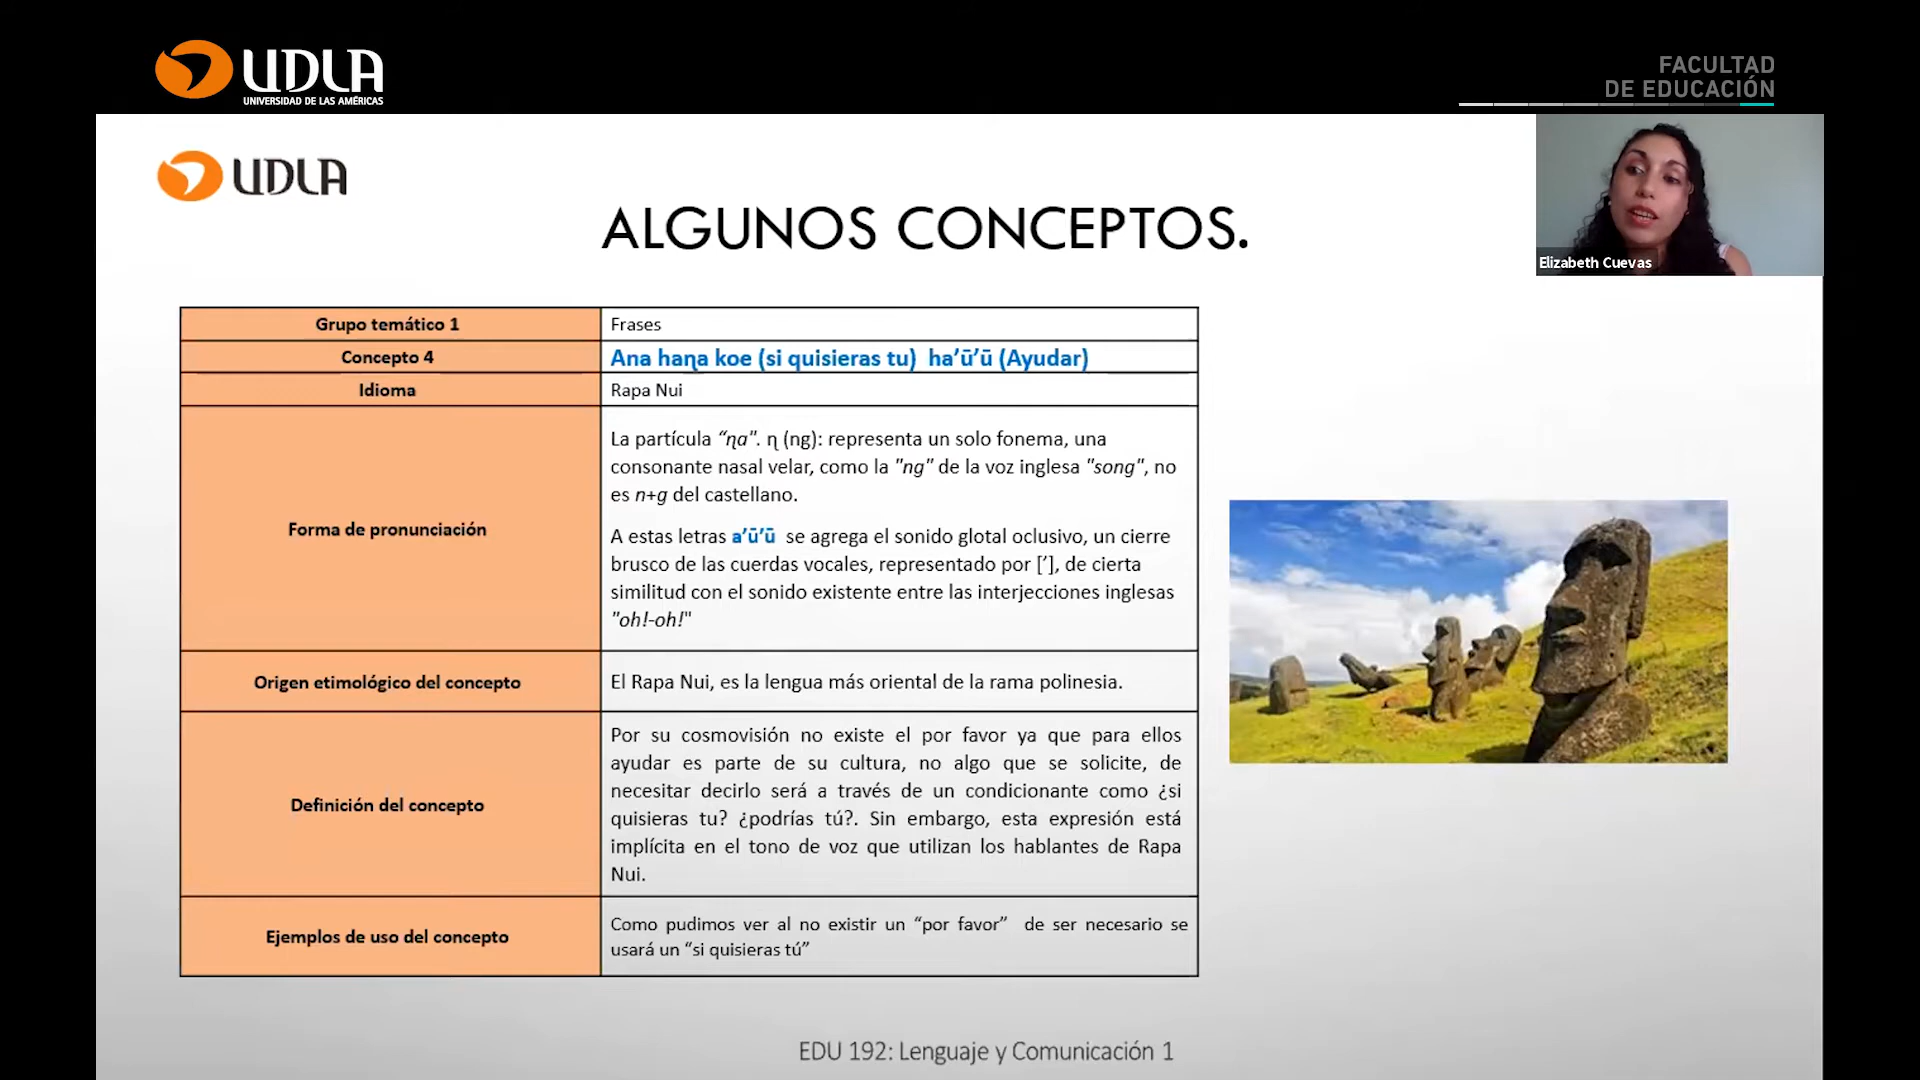 UDLA
UNIVERSIDAD DE LAS AMÉRICAS
FACULTAD
DE EDUCACIÓN
UDLA
ALGUNOS CONCEPTOS.
Elizabeth Cuevas
Grupo temático 1
Frases
Concepto 4
Ana haŋa koe (si quisieras tu)  ha’ū’ū (Ayudar)
Idioma
Rapa Nui
Forma de pronunciación
La partícula “ŋa”. ŋ (ng): representa un solo fonema, una
consonante nasal velar, como la "ng" de la voz inglesa "song", no
es n+g del castellano.
A estas letras a’ū’ū  se agrega el sonido glotal oclusivo, un cierre
brusco de las cuerdas vocales, representado por [’], de cierta
similitud con el sonido existente entre las interjecciones inglesas
"oh!-oh!"
Origen etimológico del concepto
El Rapa Nui, es la lengua más oriental de la rama polinesia.
Definición del concepto
Por su cosmovisión no existe el por favor ya que para ellos
ayudar es parte de su cultura, no algo que se solicite, de
necesitar decirlo será a través de un condicionante como ¿si
quisieras tu? ¿podrías tú?. Sin embargo, esta expresión está
implícita en el tono de voz que utilizan los hablantes de Rapa
Nui.
Ejemplos de uso del concepto
Como pudimos ver al no existir un “por favor”  de ser necesario se
usará un “si quisieras tú”
EDU 192: Lenguaje y Comunicación 1